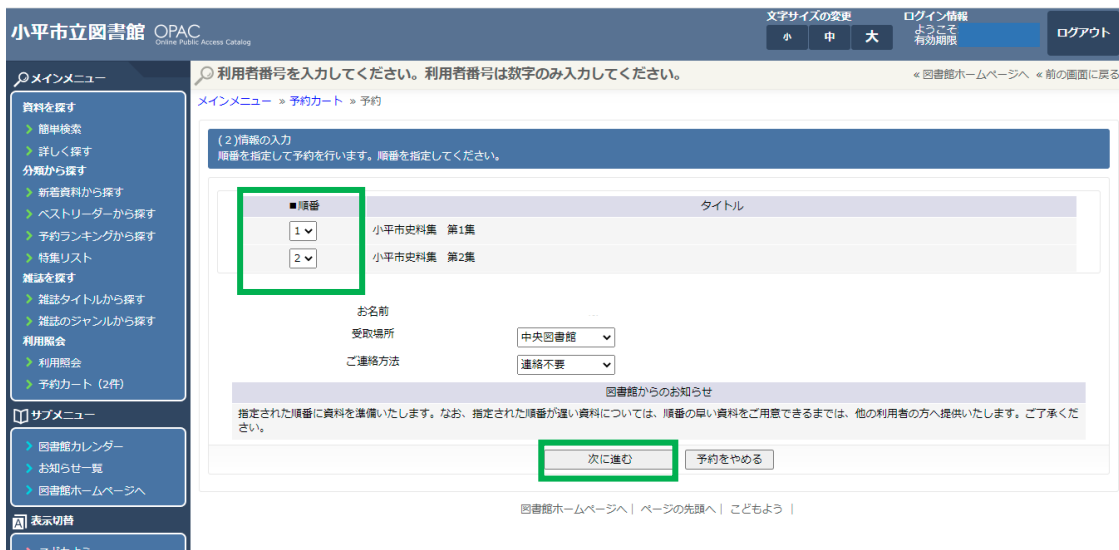 小平市立図書館 OPAC
Online Public Access Catalog
文字サイズの変更
小 中 大
ログイン情報
ようこそ
有効期限
ログアウト
メインメニュー
資料を探す
簡単検索
詳しく探す
分類から探す
新着資料から探す
ベストリーダーから探す
予約ランキングから探す
特集リスト
雑誌を探す
雑誌タイトルから探す
雑誌のジャンルから探す
利用照会
利用照会
予約カート（2件）
サブメニュー
図書館カレンダー
お知らせ一覧
図書館ホームページへ
A 表示切替
こどもよう
利用者番号を入力してください。利用者番号は数字のみ入力してください。
«図書館ホームページへ «前の画面に戻る
メインメニュー » 予約カート » 予約
(２)情報の入力
順番を指定して予約を行います。順番を指定してください。
■順番 タイトル
1 小平市史料集 第1集
2 小平市史料集 第2集
お名前
受取場所 中央図書館
ご連絡方法 連絡不要
図書館からのお知らせ
指定された順番に資料を準備いたします。なお、指定された順番が遅い資料については、順番の早い資料をご用意できるまでは、他の利用者の方へ提供いたします。ご了承くだ
さい。
次に進む 予約をやめる
図書館ホームページへ| ページの先頭へ| こどもよう |